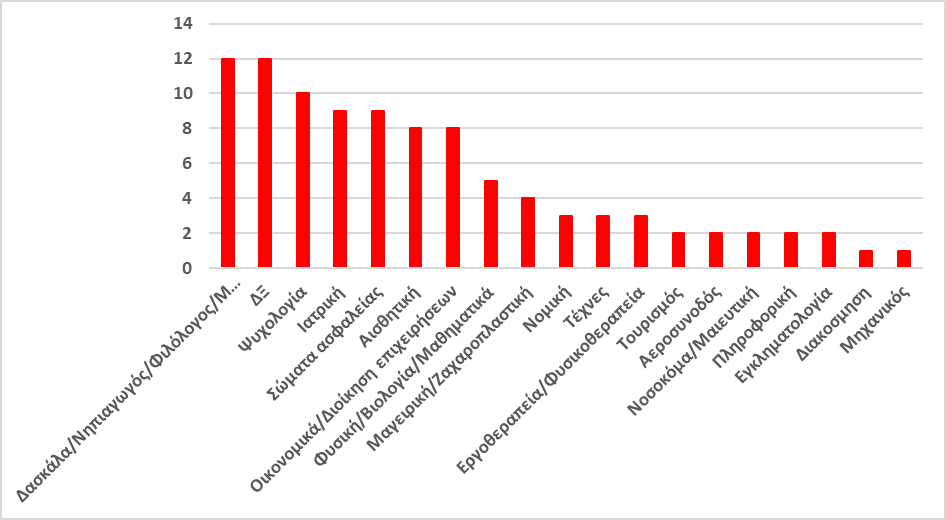 14
12
10
8
6
4
2
0
Δασκάλα/Νηπιαγωγός/Φιλόλογος/Μ...
ΔΞ
Ψυχολογία
Ιατρική
Σώματα ασφαλείας
Αισθητική
Οικονομικά/Διοίκηση επιχειρήσεων
Φυσική/Βιολογία/Μαθηματικά
Μαγειρική/Ζαχαροπλαστική
Νομική
Τέχνες
Εργοθεραπεία/Φυσικοθεραπεία
Τουρισμός
Αεροσυνοδός
Νοσοκόμα/Μαιευτική
Πληροφορική
Εγκληματολογία
Διακοσμηση
Μηχανικός